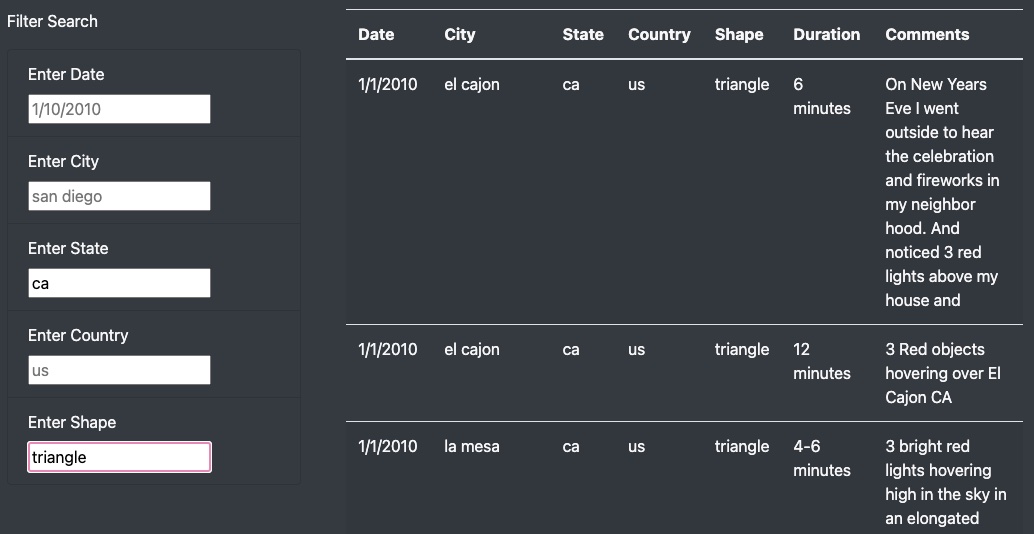 Filter Search
Enter Date
1/10/2010
Enter City
san diego
Enter State
ca
Enter Country
us
Enter Shape
triangle
Date City State Country Shape Duration Comments
1/1/2010 el cajon ca us triangle 6 On New Years
minutes Eve I went
outside to hear
the celebration
and fireworks in
my neighbor
hood. And
noticed 3 red
lights above my
house and
1/1/2010 el cajon ca us triangle 12 3 Red objects
minutes hovering over El
Cajon CA
1/1/2010 la mesa ca us triangle 4-6 3 bright red
minutes lights hovering
high in the sky in
an elongated